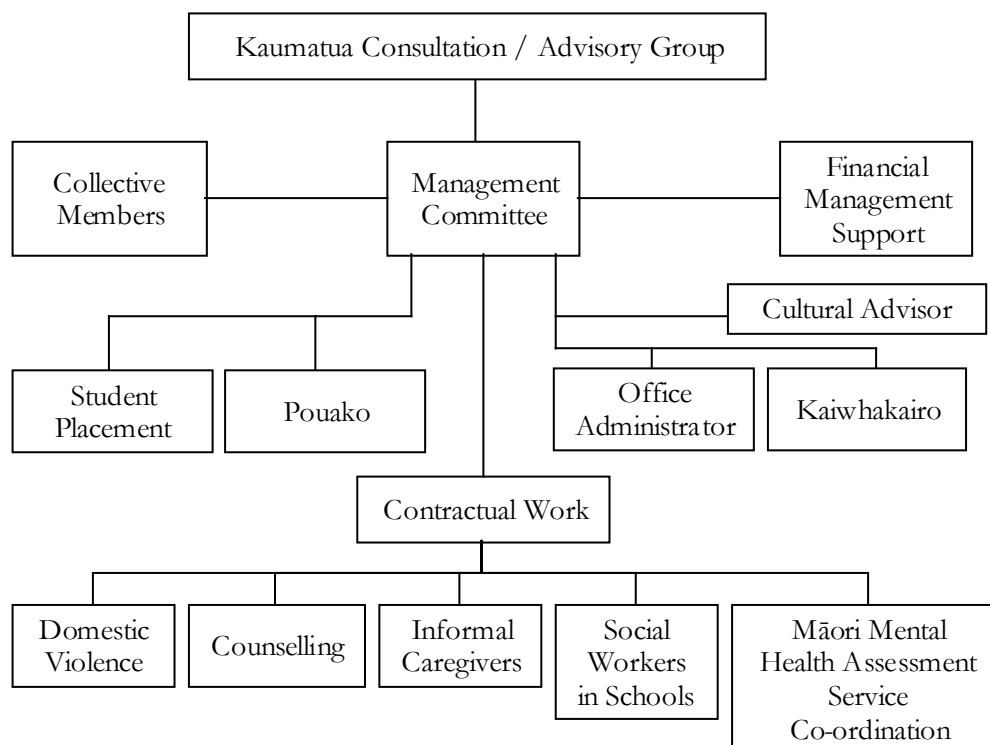 Kaumatua Consultation / Advisory Group
Collective
Members
Management
Committee
Financial
Management
Support
Cultural Advisor
Student
Placement
Pouako
Office
Administrator
Kaiwhakairo
Contractual Work
Domestic
Violence
Counselling
Informal
Caregivers
Social
Workers
in Schools
Māori Mental
Health Assessment
Service
Co-ordination